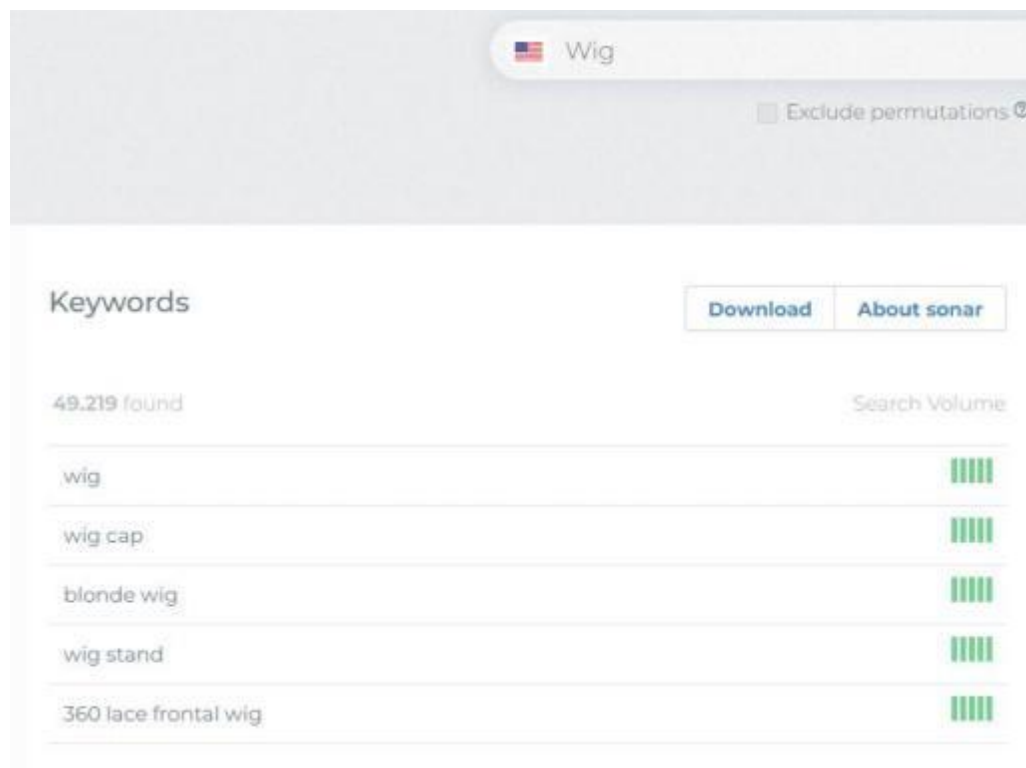 Wig
Exclude permutations
Keywords
Download About sonar
49.219 found Search Volume
wig
wig cap
blonde wig
wig stand
360 lace frontal wig